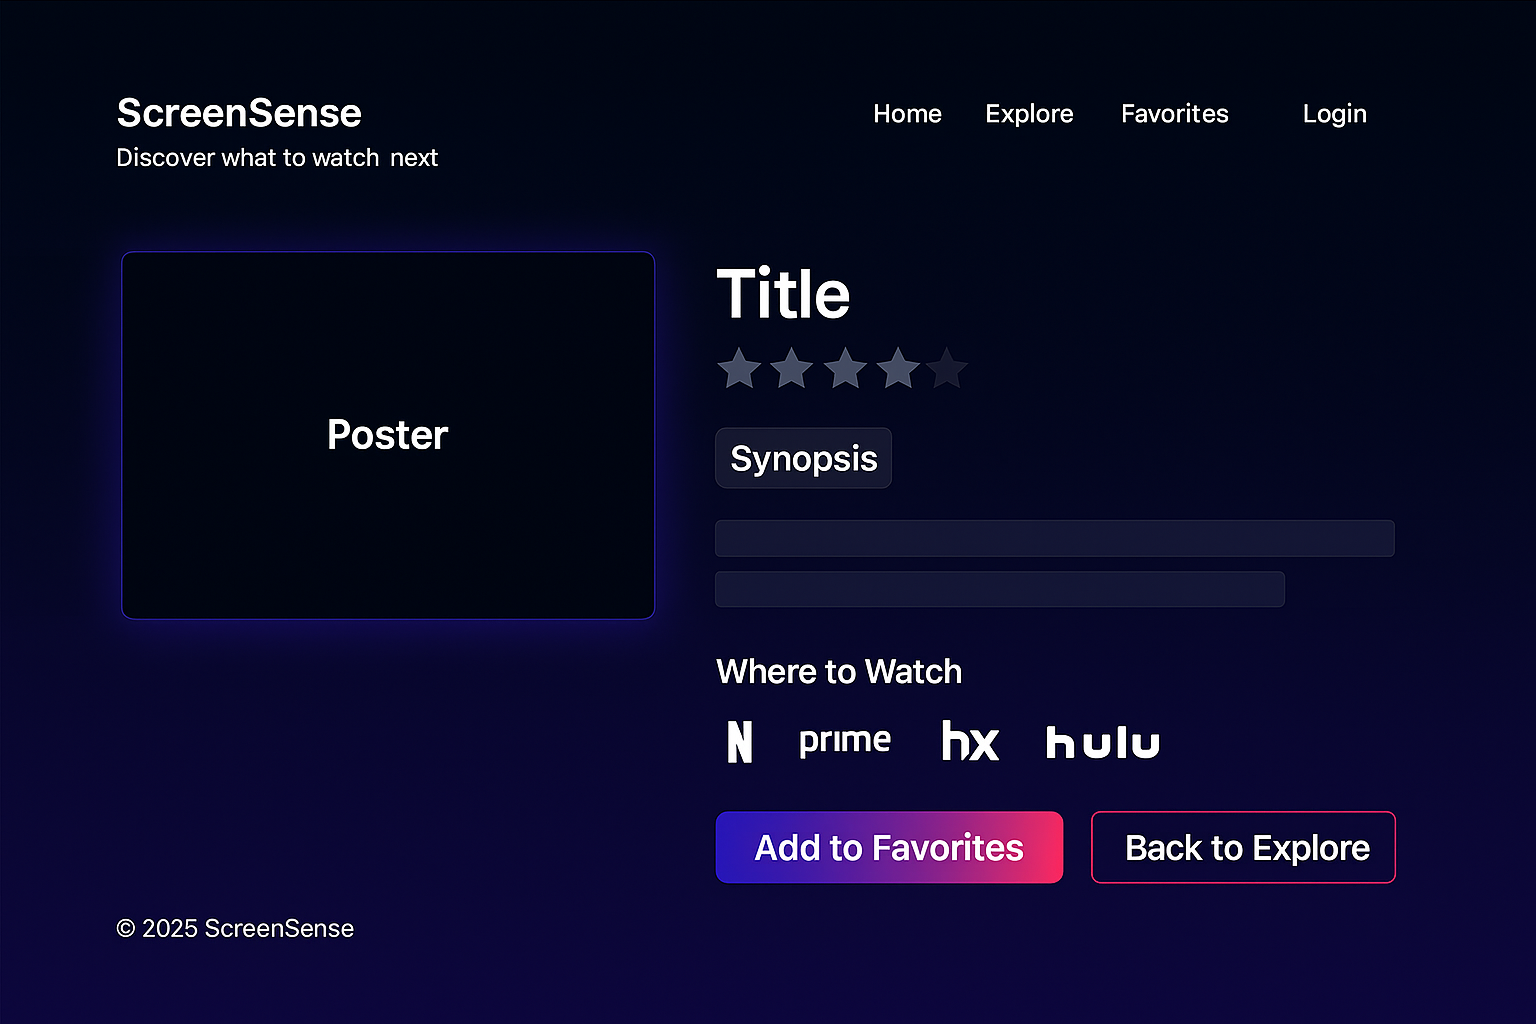 ScreenSense
Discover what to watch next
Home Explore Favorites Login
Poster
Title
Synopsis
Where to Watch
N prime hx hulu
Add to Favorites Back to Explore
© 2025 ScreenSense